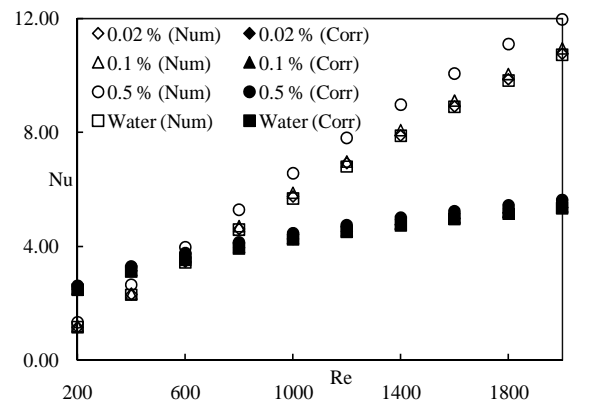 12.00
0.02 % (Num) 0.02 % (Corr)
0.1 % (Num) 0.1 % (Corr)
0.5 % (Num) 0.5 % (Corr)
Water (Num) Water (Corr)
8.00
Nu
4.00
0.00
200 600 1000 1400 1800
Re